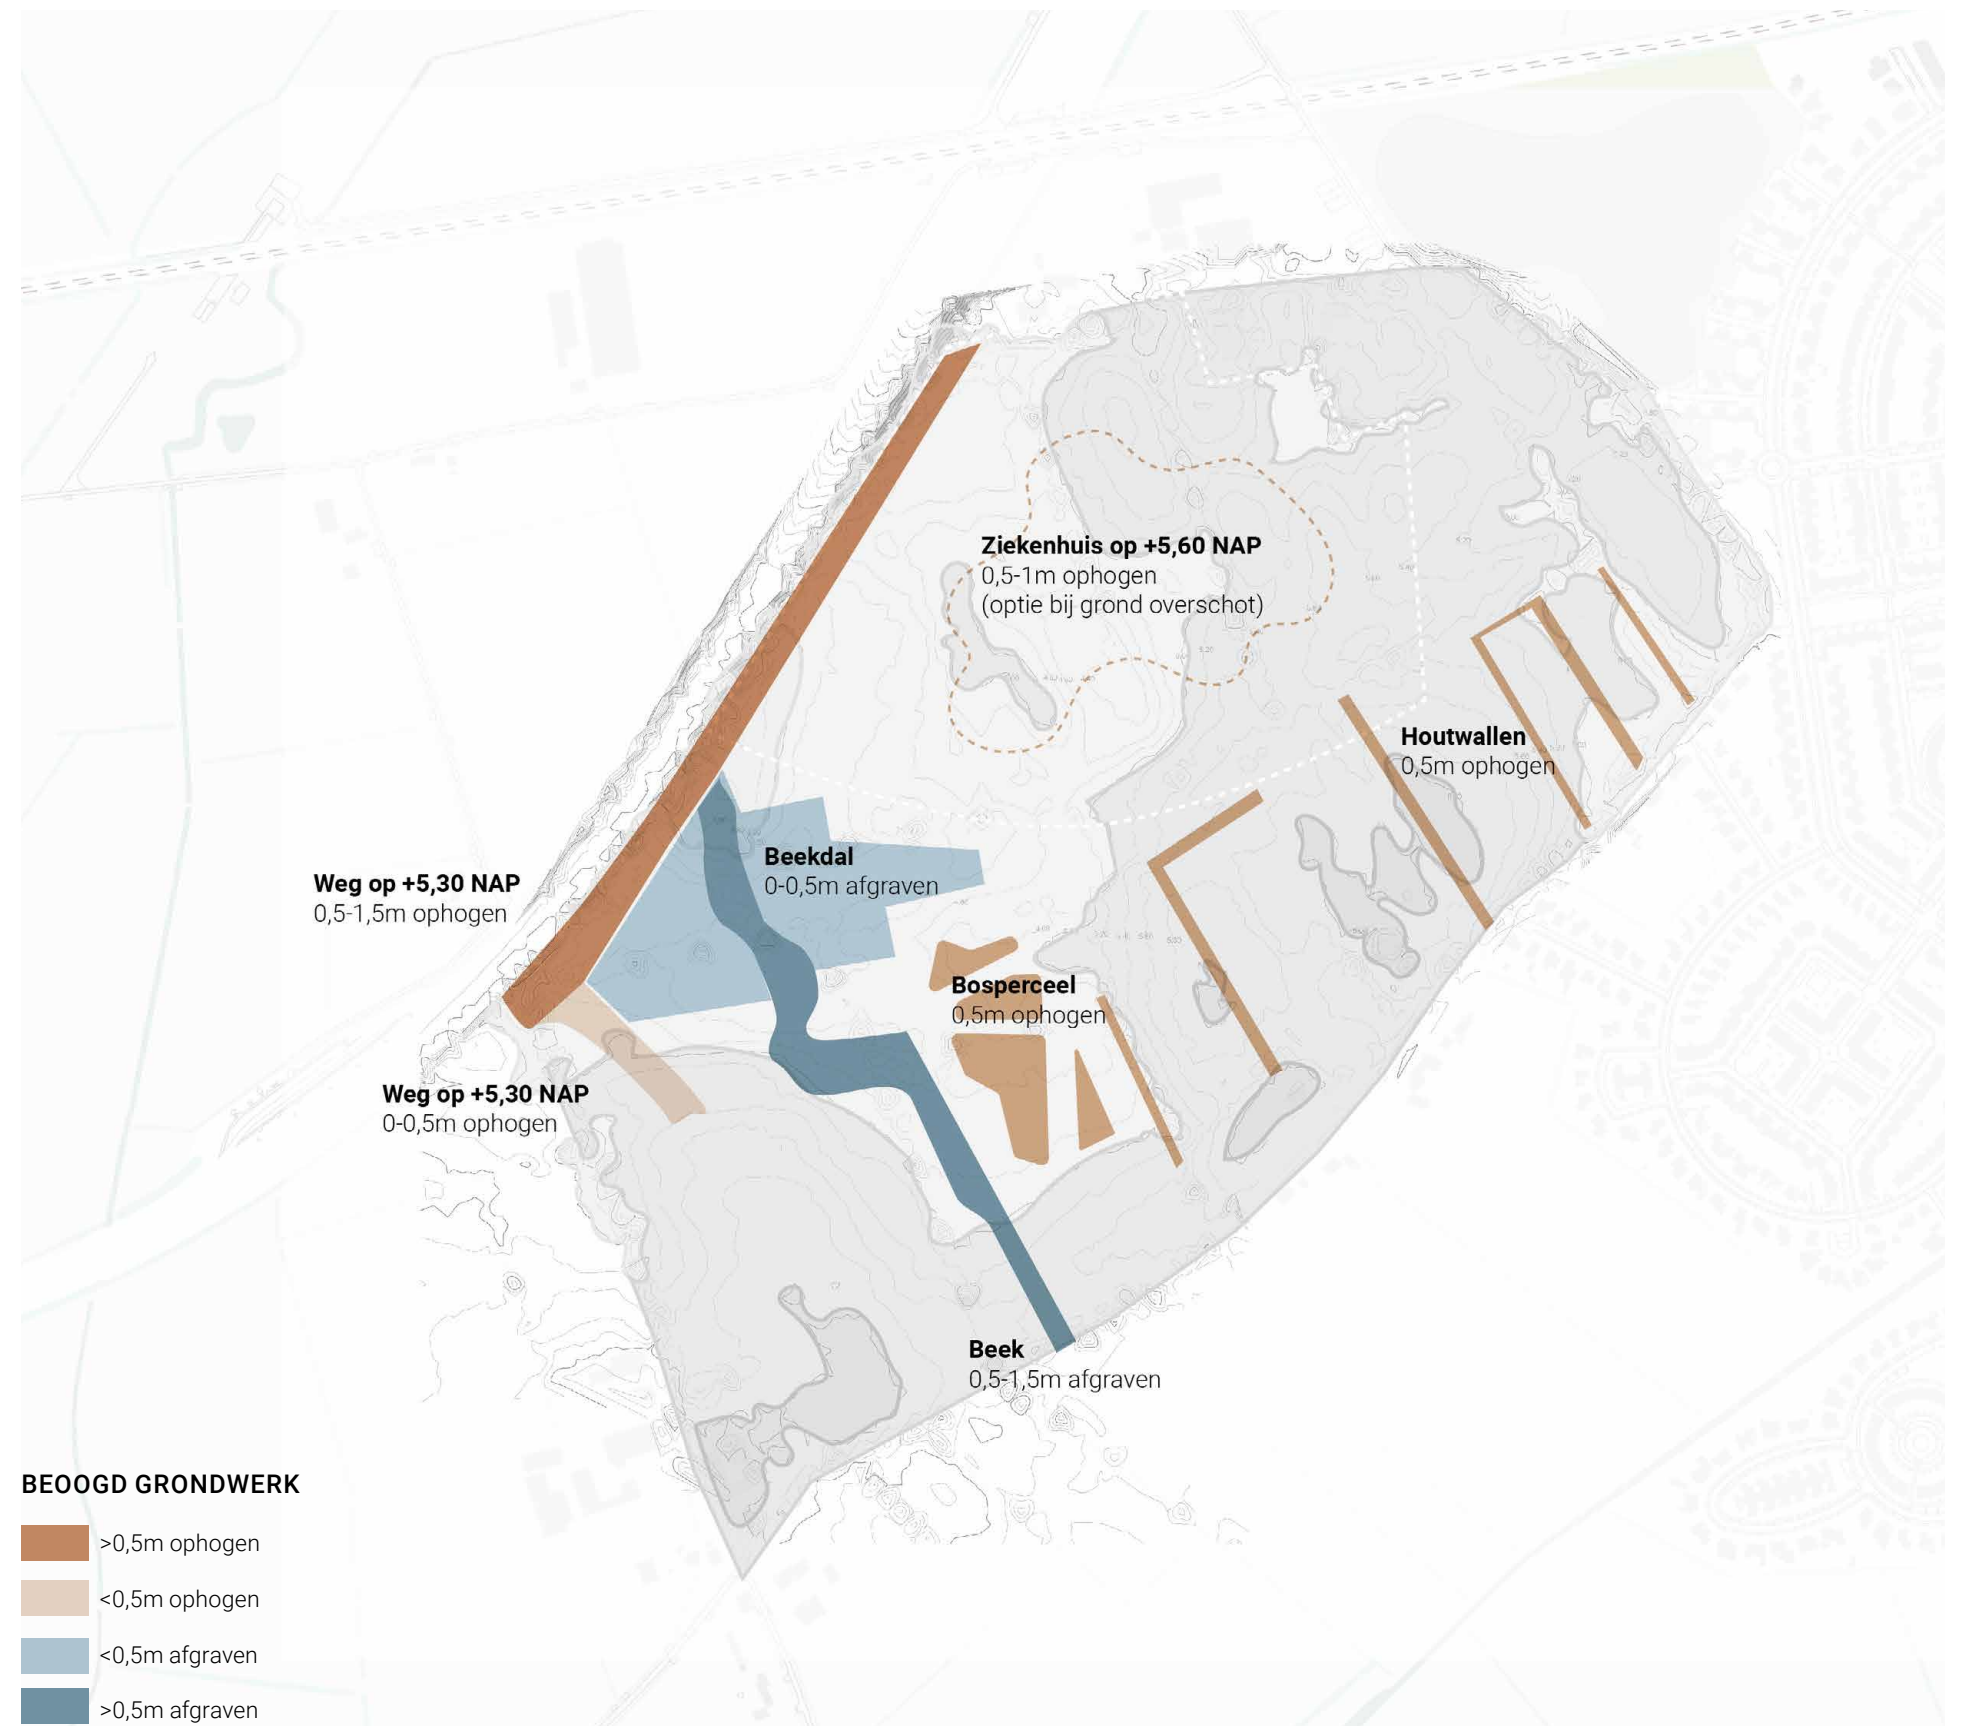 Ziekenhuis op +5,60 NAP
0,5-1m ophogen
(optie bij grond overschot)
Houtwallen
0,5m ophogen
Beekdal
0-0,5m afgraven
Weg op +5,30 NAP
0,5-1,5m ophogen
Bosperceel
0,5m ophogen
Weg op +5,30 NAP
0-0,5m ophogen
Beek
0,5-1,5m afgraven
BEOOGD GRONDWERK
>0,5m ophogen
<0,5m ophogen
<0,5m afgraven
>0,5m afgraven